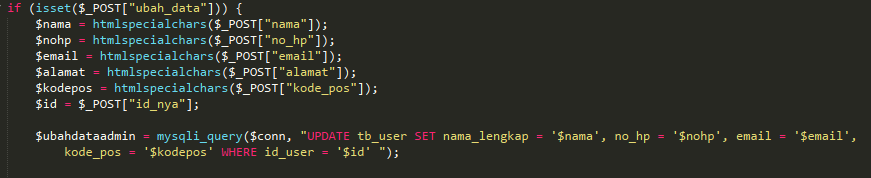 if (isset($_POST["ubah_data"])) {
$nama = htmlspecialchars($_POST["nama"]);
$nohp = htmlspecialchars($_POST["no_hp"]);
$email = htmlspecialchars($_POST["email"]);
$alamat = htmlspecialchars($_POST["alamat"]);
$kodepos = htmlspecialchars($_POST["kode_pos"]);
$id = $_POST["id_nya"];
$ubahdataadmin = mysqli_query($conn, "UPDATE tb_user SET nama_lengkap = '$nama', no_hp = '$nohp', email = '$email',
kode_pos = '$kodepos' WHERE id_user = '$id' ");